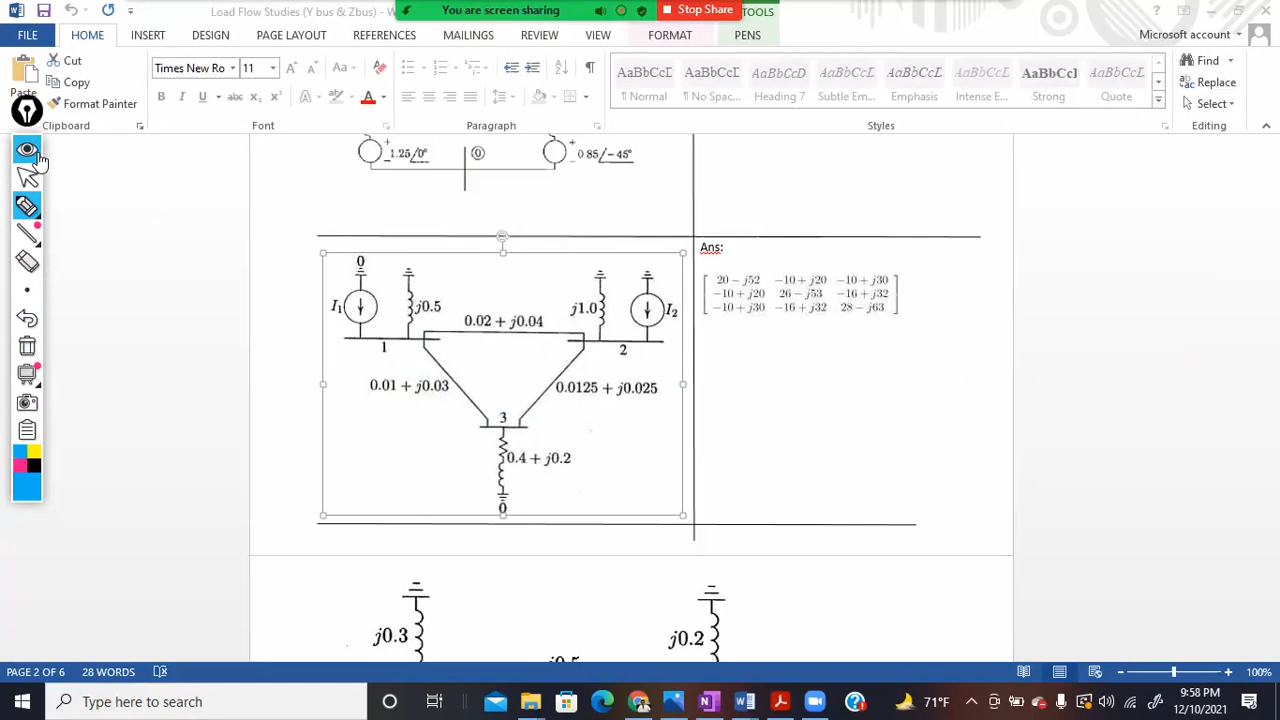 Load Flow Studies (Y bus & Zbus)
You are screen sharing
Stop Share
TOOLS
FILE
HOME
INSERT
DESIGN
PAGE LAYOUT
REFERENCES
MAILINGS
REVIEW
VIEW
FORMAT
PENS
Microsoft account
Paste
Cut
Copy
Format Painter
Times New Ro
11
AaBbCcI
¶ Normal
AaBbCcI
¶ No Spac...
AaBbCcD
Heading 7
AaBbCcI
Subtle Em...
AaBbCcI
Emphasis
AaBbCcI
Intense E...
AaBbCcI
Strong
AaBbCcI
Quote
Find
Replace
Select
Clipboard
Font
Paragraph
Styles
Editing
1.25/0°
0
0.85/−45°
Ans:
20 − j52 −10 + j20 −10 + j30
−10 + j20 26 − j53 −16 + j32
−10 + j30 −16 + j32 28 − j63
0
I1
j0.5
0.02 + j0.04
j1.0
I2
1
2
0.01 + j0.03
0.0125 + j0.025
3
0.4 + j0.2
0
j0.3
j0.2
PAGE 2 OF 6
28 WORDS
100%
Type here to search
71°F
9:58 PM
12/10/2021